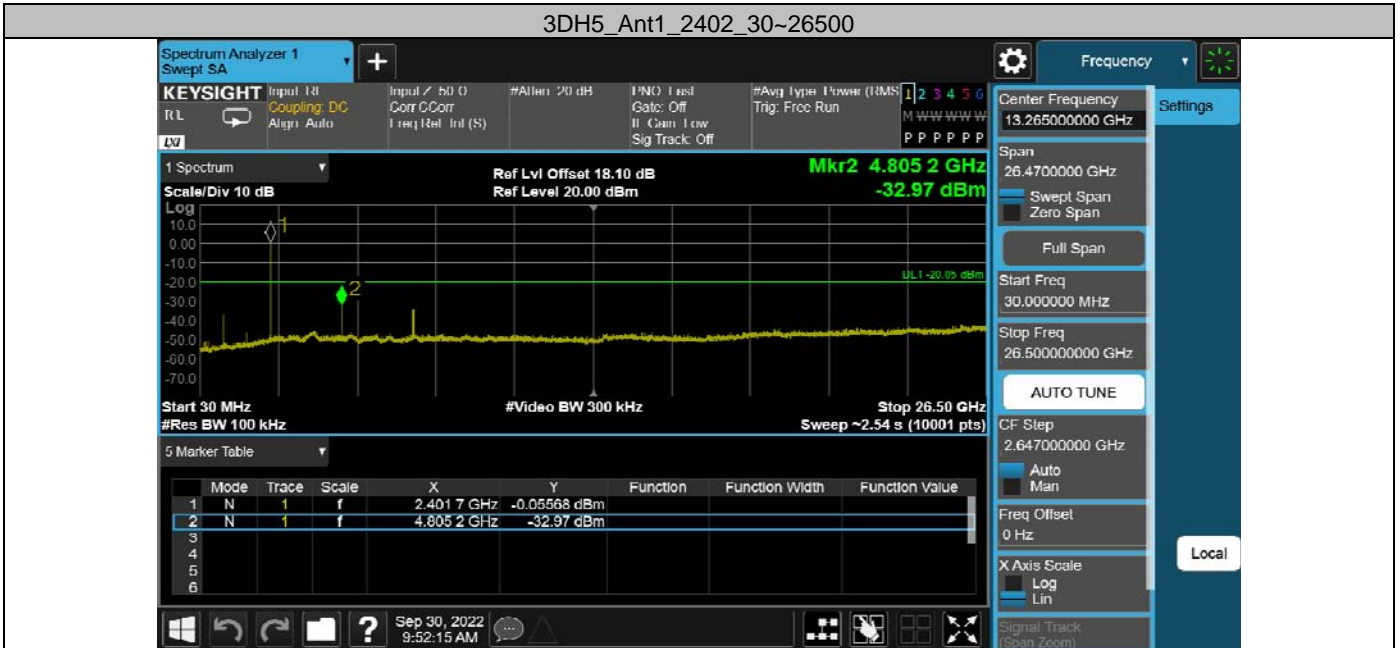 3DH5_Ant1_2402_30~26500
Spectrum Analyzer 1
Swept SA
Frequency
KEYSIGHT
RL
LXI
Input: RF
Coupling: DC
Align: Auto
Input Z: 50 Ω
Corr CCorr
Freq Ref: Int (S)
#Atten: 20 dB
PNO: Fast
Gate: Off
IF Gain: Low
Sig Track: Off
#Avg Type: Power (RMS
Trig: Free Run
1 2 3 4 5 6
M W W W W W
P P P P P P
Center Frequency
13.265000000 GHz
Settings
1 Spectrum
Scale/Div 10 dB
Log
Ref Lvl Offset 18.10 dB
Ref Level 20.00 dBm
Mkr2 4.805 2 GHz
-32.97 dBm
10.0
0.00
-10.0
-20.0
-30.0
-40.0
-50.0
-60.0
-70.0
1
2
DL1 -20.05 dBm
Start 30 MHz
#Res BW 100 kHz
#Video BW 300 kHz
Stop 26.50 GHz
Sweep ~2.54 s (10001 pts)
Span
26.4700000 GHz
Swept Span
Zero Span
Full Span
Start Freq
30.000000 MHz
Stop Freq
26.500000000 GHz
AUTO TUNE
CF Step
2.647000000 GHz
Auto
Man
Freq Offset
0 Hz
X Axis Scale
Log
Lin
Signal Track
(Span Zoom)
Local
5 Marker Table
Mode Trace Scale X Y Function Function Width Function Value
1 N 1 f 2.401 7 GHz -0.05568 dBm
2 N 1 f 4.805 2 GHz -32.97 dBm
3
4
5
6
?
Sep 30, 2022
9:52:15 AM